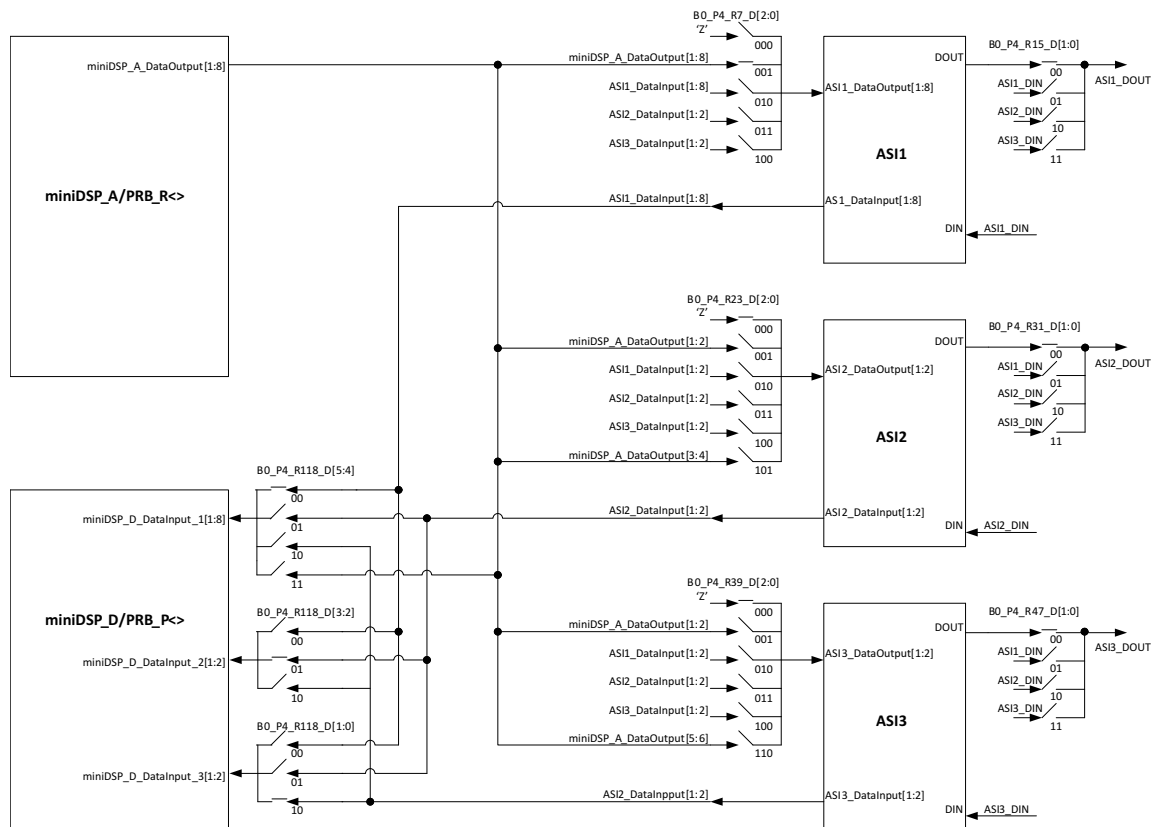 B0_P4_R7_D[2:0]
'Z'
000
miniDSP_A_DataOutput[1:8]
miniDSP_A_DataOutput[1:8]
001
ASI1_DataInput[1:8]
010
ASI2_DataInput[1:2]
011
ASI3_DataInput[1:2]
100
ASI1_DataOutput[1:8]
DOUT
ASI1
AS1_DataInput[1:8]
DIN
ASI1_DIN
B0_P4_R15_D[1:0]
00
ASI1_DIN
01
ASI2_DIN
10
ASI3_DIN
11
ASI1_DOUT
miniDSP_A/PRB_R<>
ASI1_DataInput[1:8]
B0_P4_R23_D[2:0]
'Z'
000
miniDSP_A_DataOutput[1:2]
001
ASI1_DataInput[1:2]
010
ASI2_DataInput[1:2]
011
ASI3_DataInput[1:2]
100
miniDSP_A_DataOutput[3:4]
101
ASI2_DataOutput[1:2]
DOUT
ASI2
ASI2_DataInput[1:2]
DIN
ASI2_DIN
B0_P4_R31_D[1:0]
00
ASI1_DIN
01
ASI2_DIN
10
ASI3_DIN
11
ASI2_DOUT
B0_P4_R118_D[5:4]
00
miniDSP_D_DataInput_1[1:8]
01
10
11
ASI2_DataInput[1:2]
miniDSP_D/PRB_P<>
B0_P4_R118_D[3:2]
00
miniDSP_D_DataInput_2[1:2]
01
10
B0_P4_R118_D[1:0]
00
miniDSP_D_DataInput_3[1:2]
01
10
B0_P4_R39_D[2:0]
'Z'
000
miniDSP_A_DataOutput[1:2]
001
ASI1_DataInput[1:2]
010
ASI2_DataInput[1:2]
011
ASI3_DataInput[1:2]
100
miniDSP_A_DataOutput[5:6]
110
ASI2_DataInpput[1:2]
ASI3_DataOutput[1:2]
DOUT
ASI3
ASI3_DataInput[1:2]
DIN
ASI3_DIN
B0_P4_R47_D[1:0]
00
ASI1_DIN
01
ASI2_DIN
10
ASI3_DIN
11
ASI3_DOUT